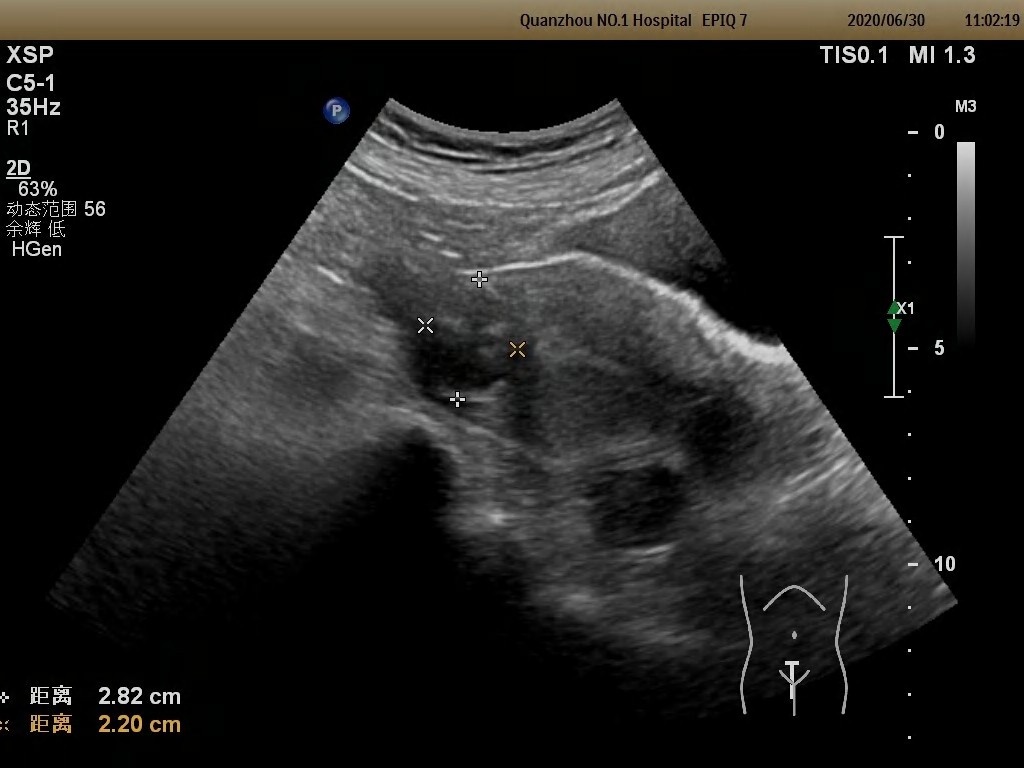 Quanzhou NO.1 Hospital EPIQ 7 2020/06/30 11:02:19
XSP
TIS0.1 MI 1.3
C5-1
35Hz
R1
P
M3
0
2D
63%
动态范围 56
余辉 低
HGen
X1
5
10
距离 2.82 cm
距离 2.20 cm